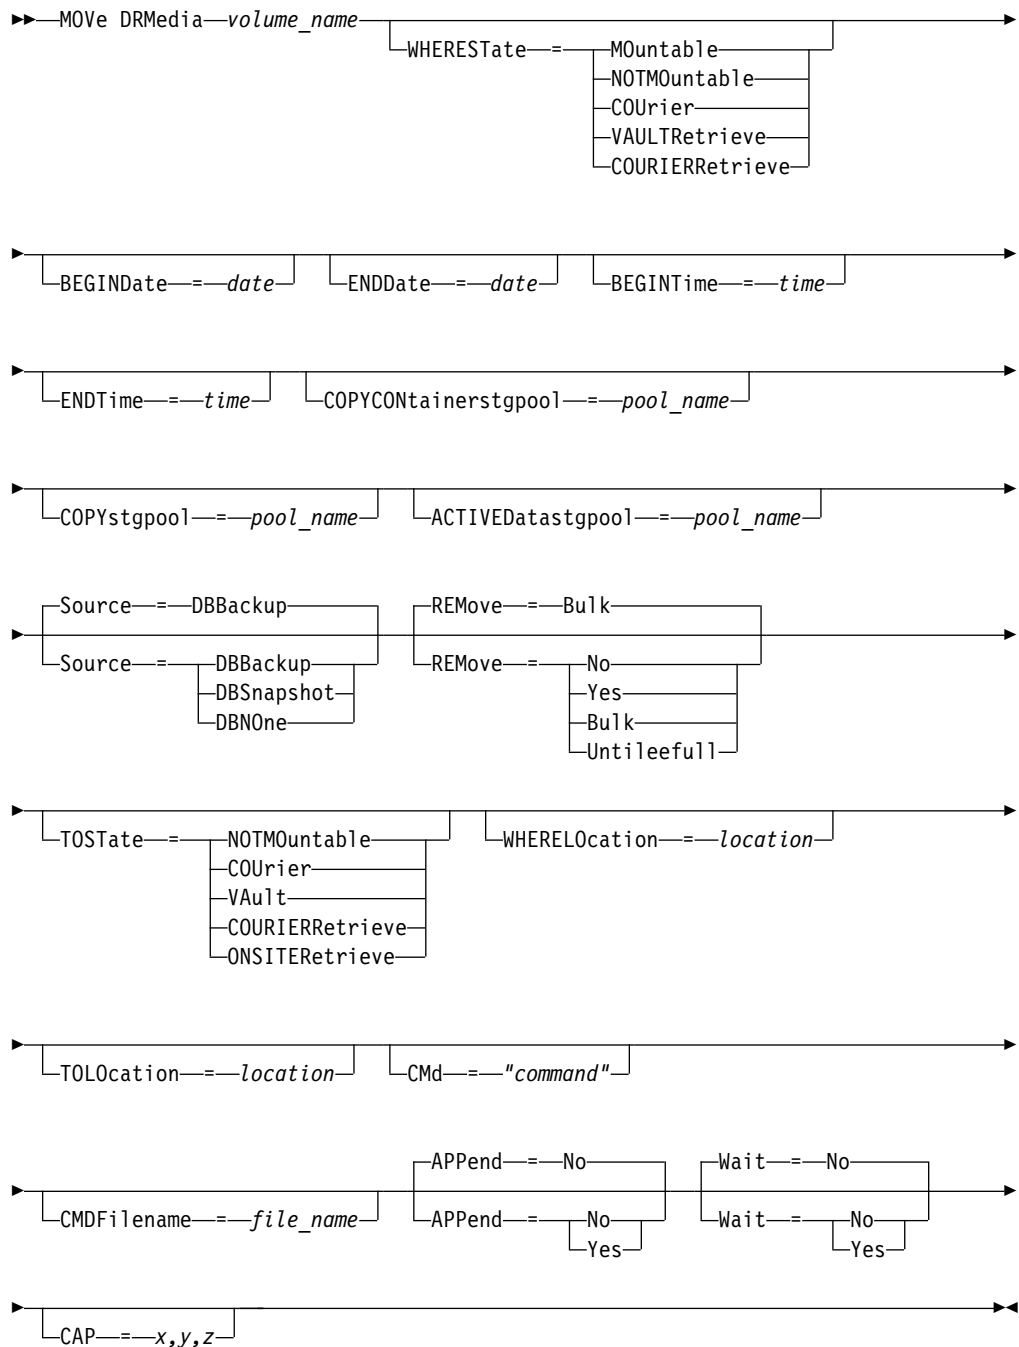 MOVe DRMedia volume_name
WHERESTate = MOuntable
NOTMOuntable
COUrier
VAULTRetrieve
COURIERRetrieve
BEGINDate = date ENDDate = date BEGINTime = time
ENDTime = time COPYCONtainerstgpool = pool_name
COPYstgpool = pool_name ACTIVEDatastgpool = pool_name
Source = DBBackup REMove = Bulk
Source = DBBackup REMove = No
DBSnapshot Yes
DBNOne Bulk
Untileefull
TOSTate = NOTMOuntable WHERELOcation = location
COUrier
VAult
COURIERRetrieve
ONSITERetrieve
TOLOcation = location CMd = "command"
APPend = No Wait = No
CMDFilename = file_name APPend = No Wait = No
Yes Yes
CAP = x,y,z